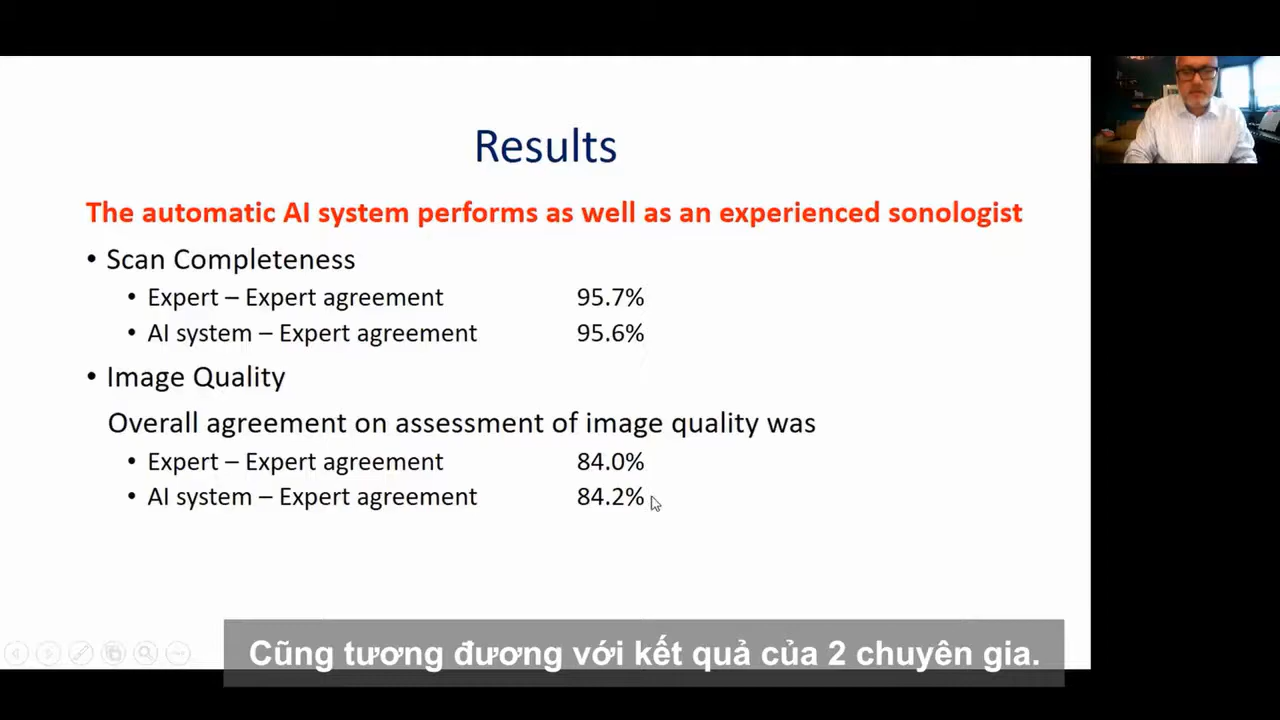 Results
The automatic AI system performs as well as an experienced sonologist
• Scan Completeness
• Expert – Expert agreement 95.7%
• AI system – Expert agreement 95.6%
• Image Quality
Overall agreement on assessment of image quality was
• Expert – Expert agreement 84.0%
• AI system – Expert agreement 84.2%
Cũng tương đương với kết quả của 2 chuyên gia.